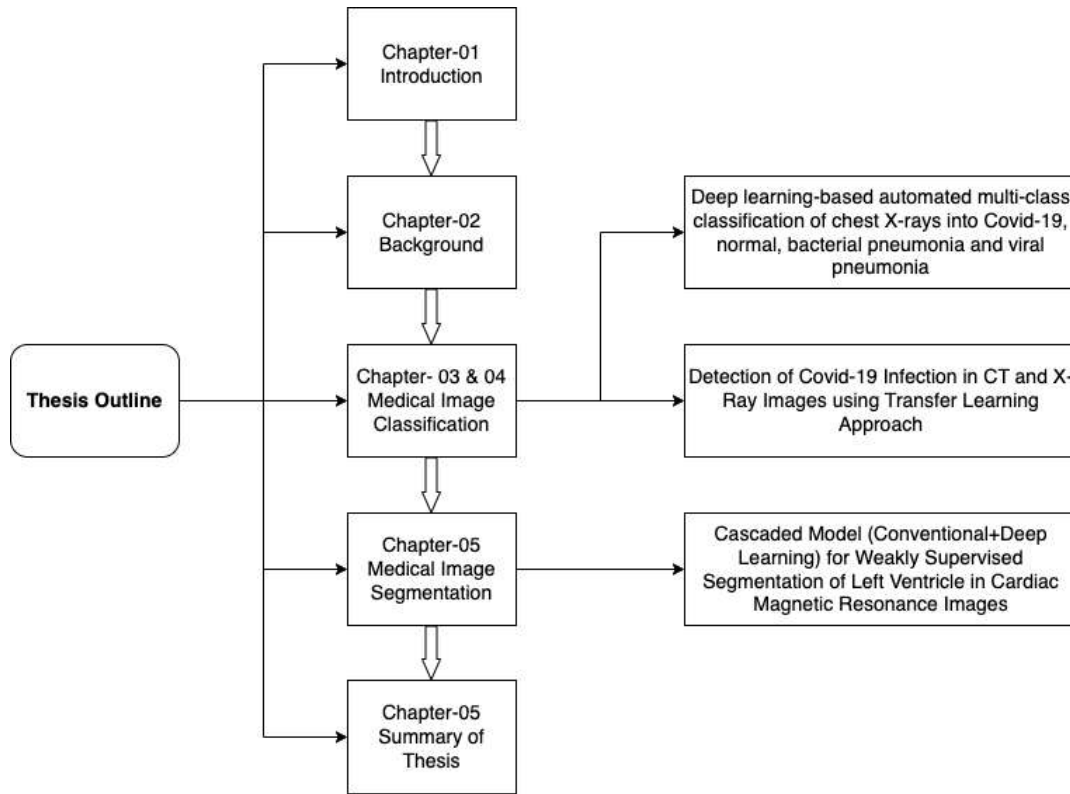 Chapter-01
Introduction
Chapter-02
Background
Deep learning-based automated multi-class
classification of chest X-rays into Covid-19,
normal, bacterial pneumonia and viral
pneumonia
Thesis Outline
Chapter- 03 & 04
Medical Image
Classification
Detection of Covid-19 Infection in CT and X-
Ray Images using Transfer Learning
Approach
Chapter-05
Medical Image
Segmentation
Cascaded Model (Conventional+Deep
Learning) for Weakly Supervised
Segmentation of Left Ventricle in Cardiac
Magnetic Resonance Images
Chapter-05
Summary of
Thesis